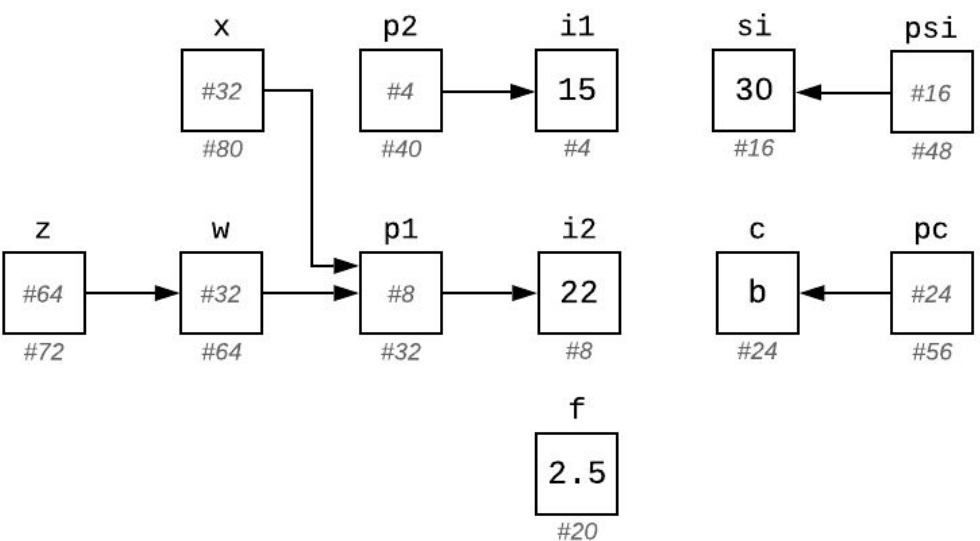 x p2 i1 si psi
#32 #4 15 30 #16
#80 #40 #4 #16 #48
z w p1 i2 c pc
#64 #32 #8 22 b #24
#72 #64 #32 #8 #24 #56
f
2.5
#20